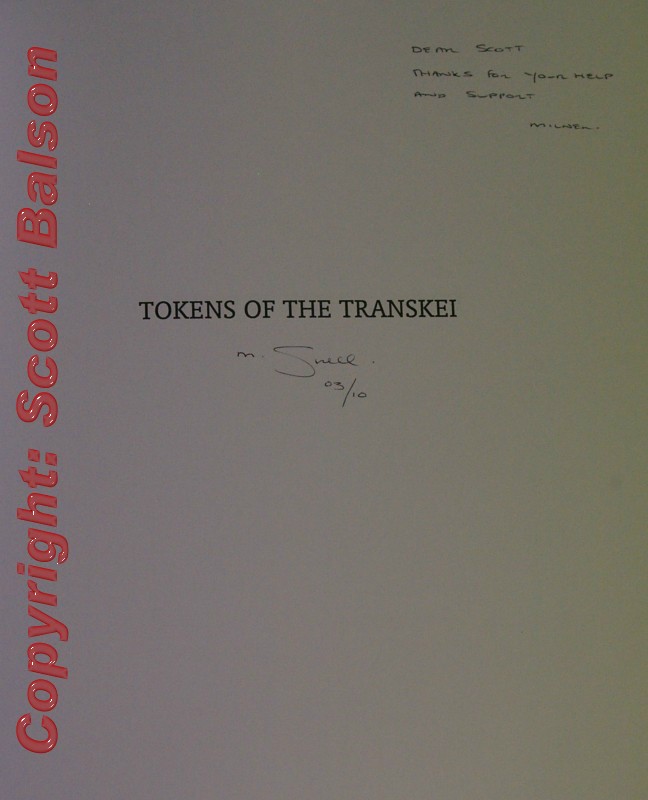 DEAR SCOTT
THANKS FOR YOUR HELP
AND SUPPORT
MILNER.
TOKENS OF THE TRANSKEI
M. Snell.
03/10
Copyright: Scott Balson